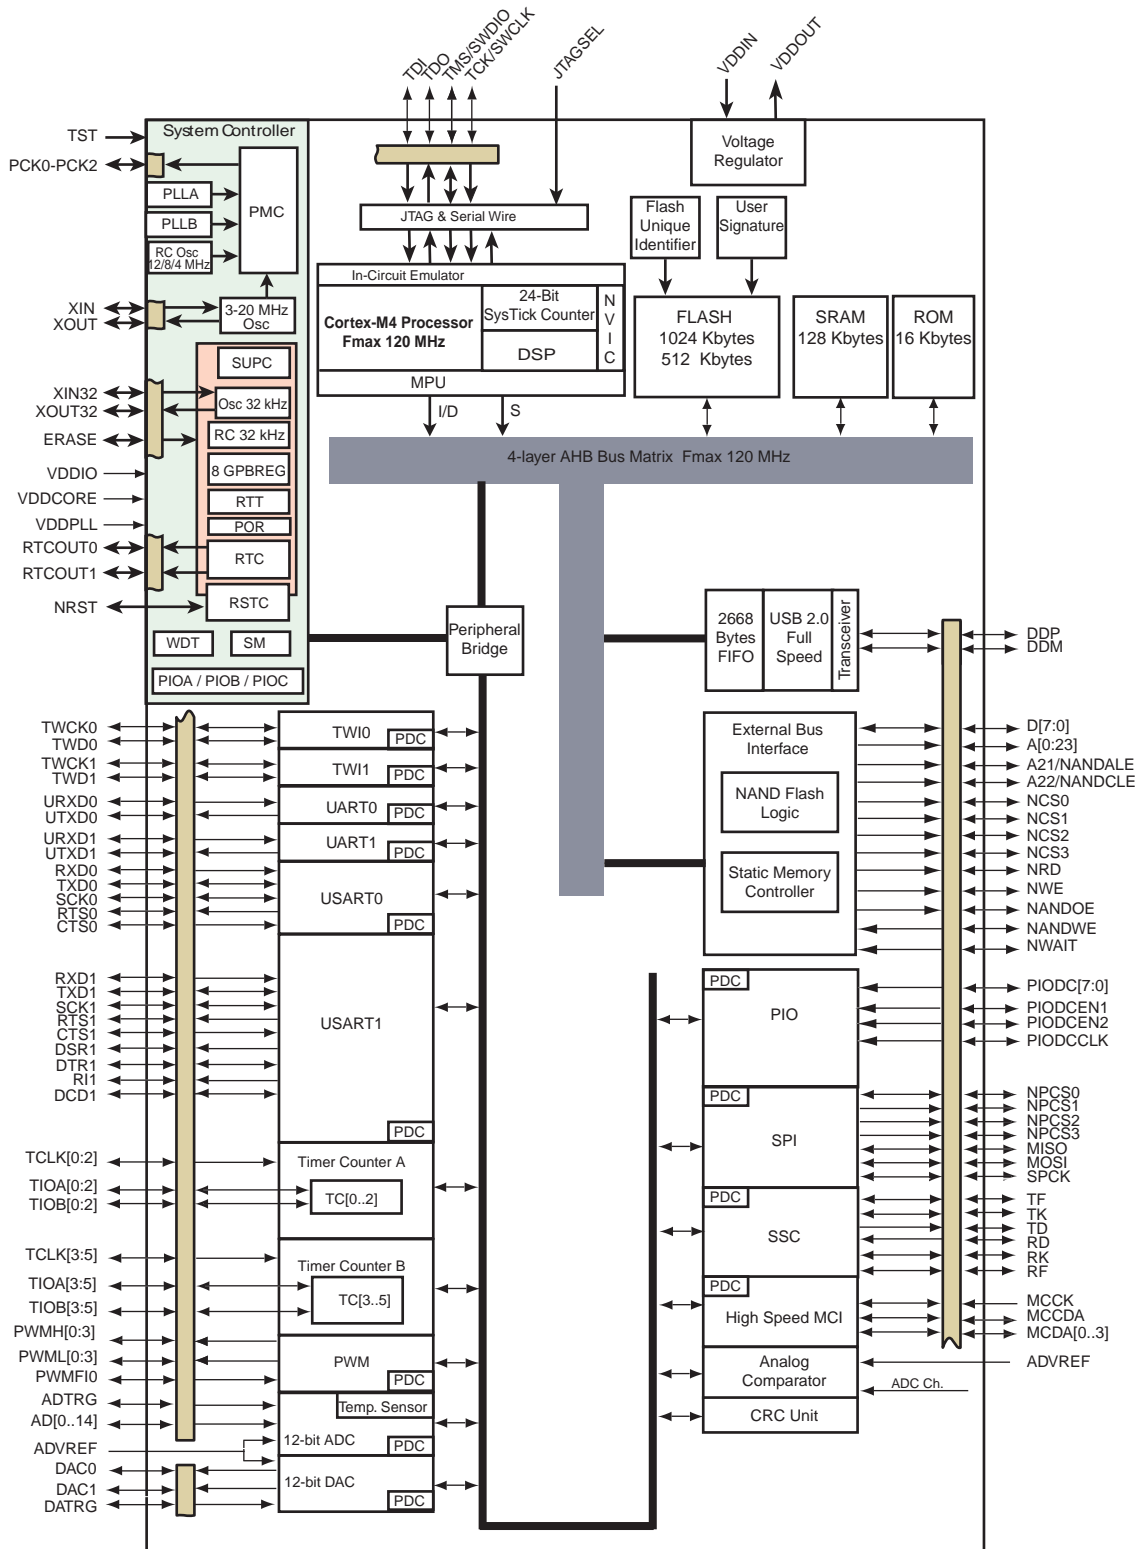 TDI
TDO
TMS/SWDIO
TCK/SWCLK
JTAGSEL
VDDIN
VDDOUT
TST
System Controller
PCK0-PCK2
PLLA
PLLB
RC Osc
12/8/4 MHz
PMC
XIN
XOUT
3-20 MHz
Osc
SUPC
XIN32
XOUT32
Osc 32 kHz
ERASE
RC 32 kHz
VDDIO
8 GPBREG
VDDCORE
RTT
VDDPLL
POR
RTCOUT0
RTCOUT1
RTC
NRST
RSTC
WDT
SM
PIOA / PIOB / PIOC
JTAG & Serial Wire
In-Circuit Emulator
Cortex-M4 Processor
Fmax 120 MHz
24-Bit
SysTick Counter
DSP
N
V
I
C
MPU
I/D
S
Voltage
Regulator
Flash
Unique
Identifier
User
Signature
FLASH
1024 Kbytes
512 Kbytes
SRAM
128 Kbytes
ROM
16 Kbytes
4-layer AHB Bus Matrix Fmax 120 MHz
Peripheral
Bridge
2668
Bytes
FIFO
USB 2.0
Full
Speed
Transceiver
DDP
DDM
TWCK0
TWD0
TWI0
PDC
TWCK1
TWD1
TWI1
PDC
URXD0
UTXD0
UART0
PDC
URXD1
UTXD1
UART1
PDC
RXD0
TXD0
SCK0
RTS0
CTS0
USART0
PDC
RXD1
TXD1
SCK1
RTS1
CTS1
DSR1
DTR1
RI1
DCD1
USART1
PDC
TCLK[0:2]
TIOA[0:2]
TIOB[0:2]
Timer Counter A
TC[0..2]
TCLK[3:5]
TIOA[3:5]
TIOB[3:5]
Timer Counter B
TC[3..5]
PWMH[0:3]
PWML[0:3]
PWMFI0
PWM
PDC
ADTRG
AD[0..14]
ADVREF
Temp. Sensor
12-bit ADC
PDC
DAC0
DAC1
DATRG
12-bit DAC
PDC
External Bus
Interface
NAND Flash
Logic
Static Memory
Controller
D[7:0]
A[0:23]
A21/NANDALE
A22/NANDCLE
NCS0
NCS1
NCS2
NCS3
NRD
NWE
NANDOE
NANDWE
NWAIT
PDC
PIO
PIODC[7:0]
PIODCEN1
PIODCEN2
PIODCCLK
PDC
SPI
NPCS0
NPCS1
NPCS2
NPCS3
MISO
MOSI
SPCK
PDC
SSC
TF
TK
TD
RD
RK
RF
PDC
High Speed MCI
MCCK
MCCDA
MCDA[0..3]
Analog
Comparator
ADVREF
ADC Ch.
CRC Unit